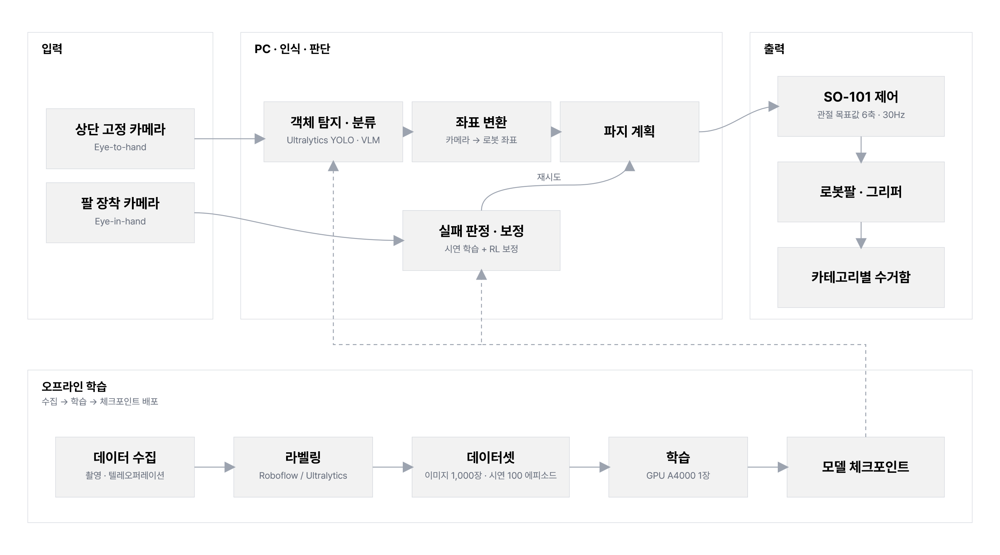 입력
상단 고정 카메라
Eye-to-hand
팔 장착 카메라
Eye-in-hand
PC · 인식 · 판단
객체 탐지 · 분류
Ultralytics YOLO · VLM
좌표 변환
카메라 → 로봇 좌표
파지 계획
재시도
실패 판정 · 보정
시연 학습 + RL 보정
출력
SO-101 제어
관절 목표값 6축 · 30Hz
로봇팔 · 그리퍼
카테고리별 수거함
오프라인 학습
수집 → 학습 → 체크포인트 배포
데이터 수집
촬영 · 텔레오퍼레이션
라벨링
Roboflow / Ultralytics
데이터셋
이미지 1,000장 · 시연 100 에피소드
학습
GPU A4000 1장
모델 체크포인트